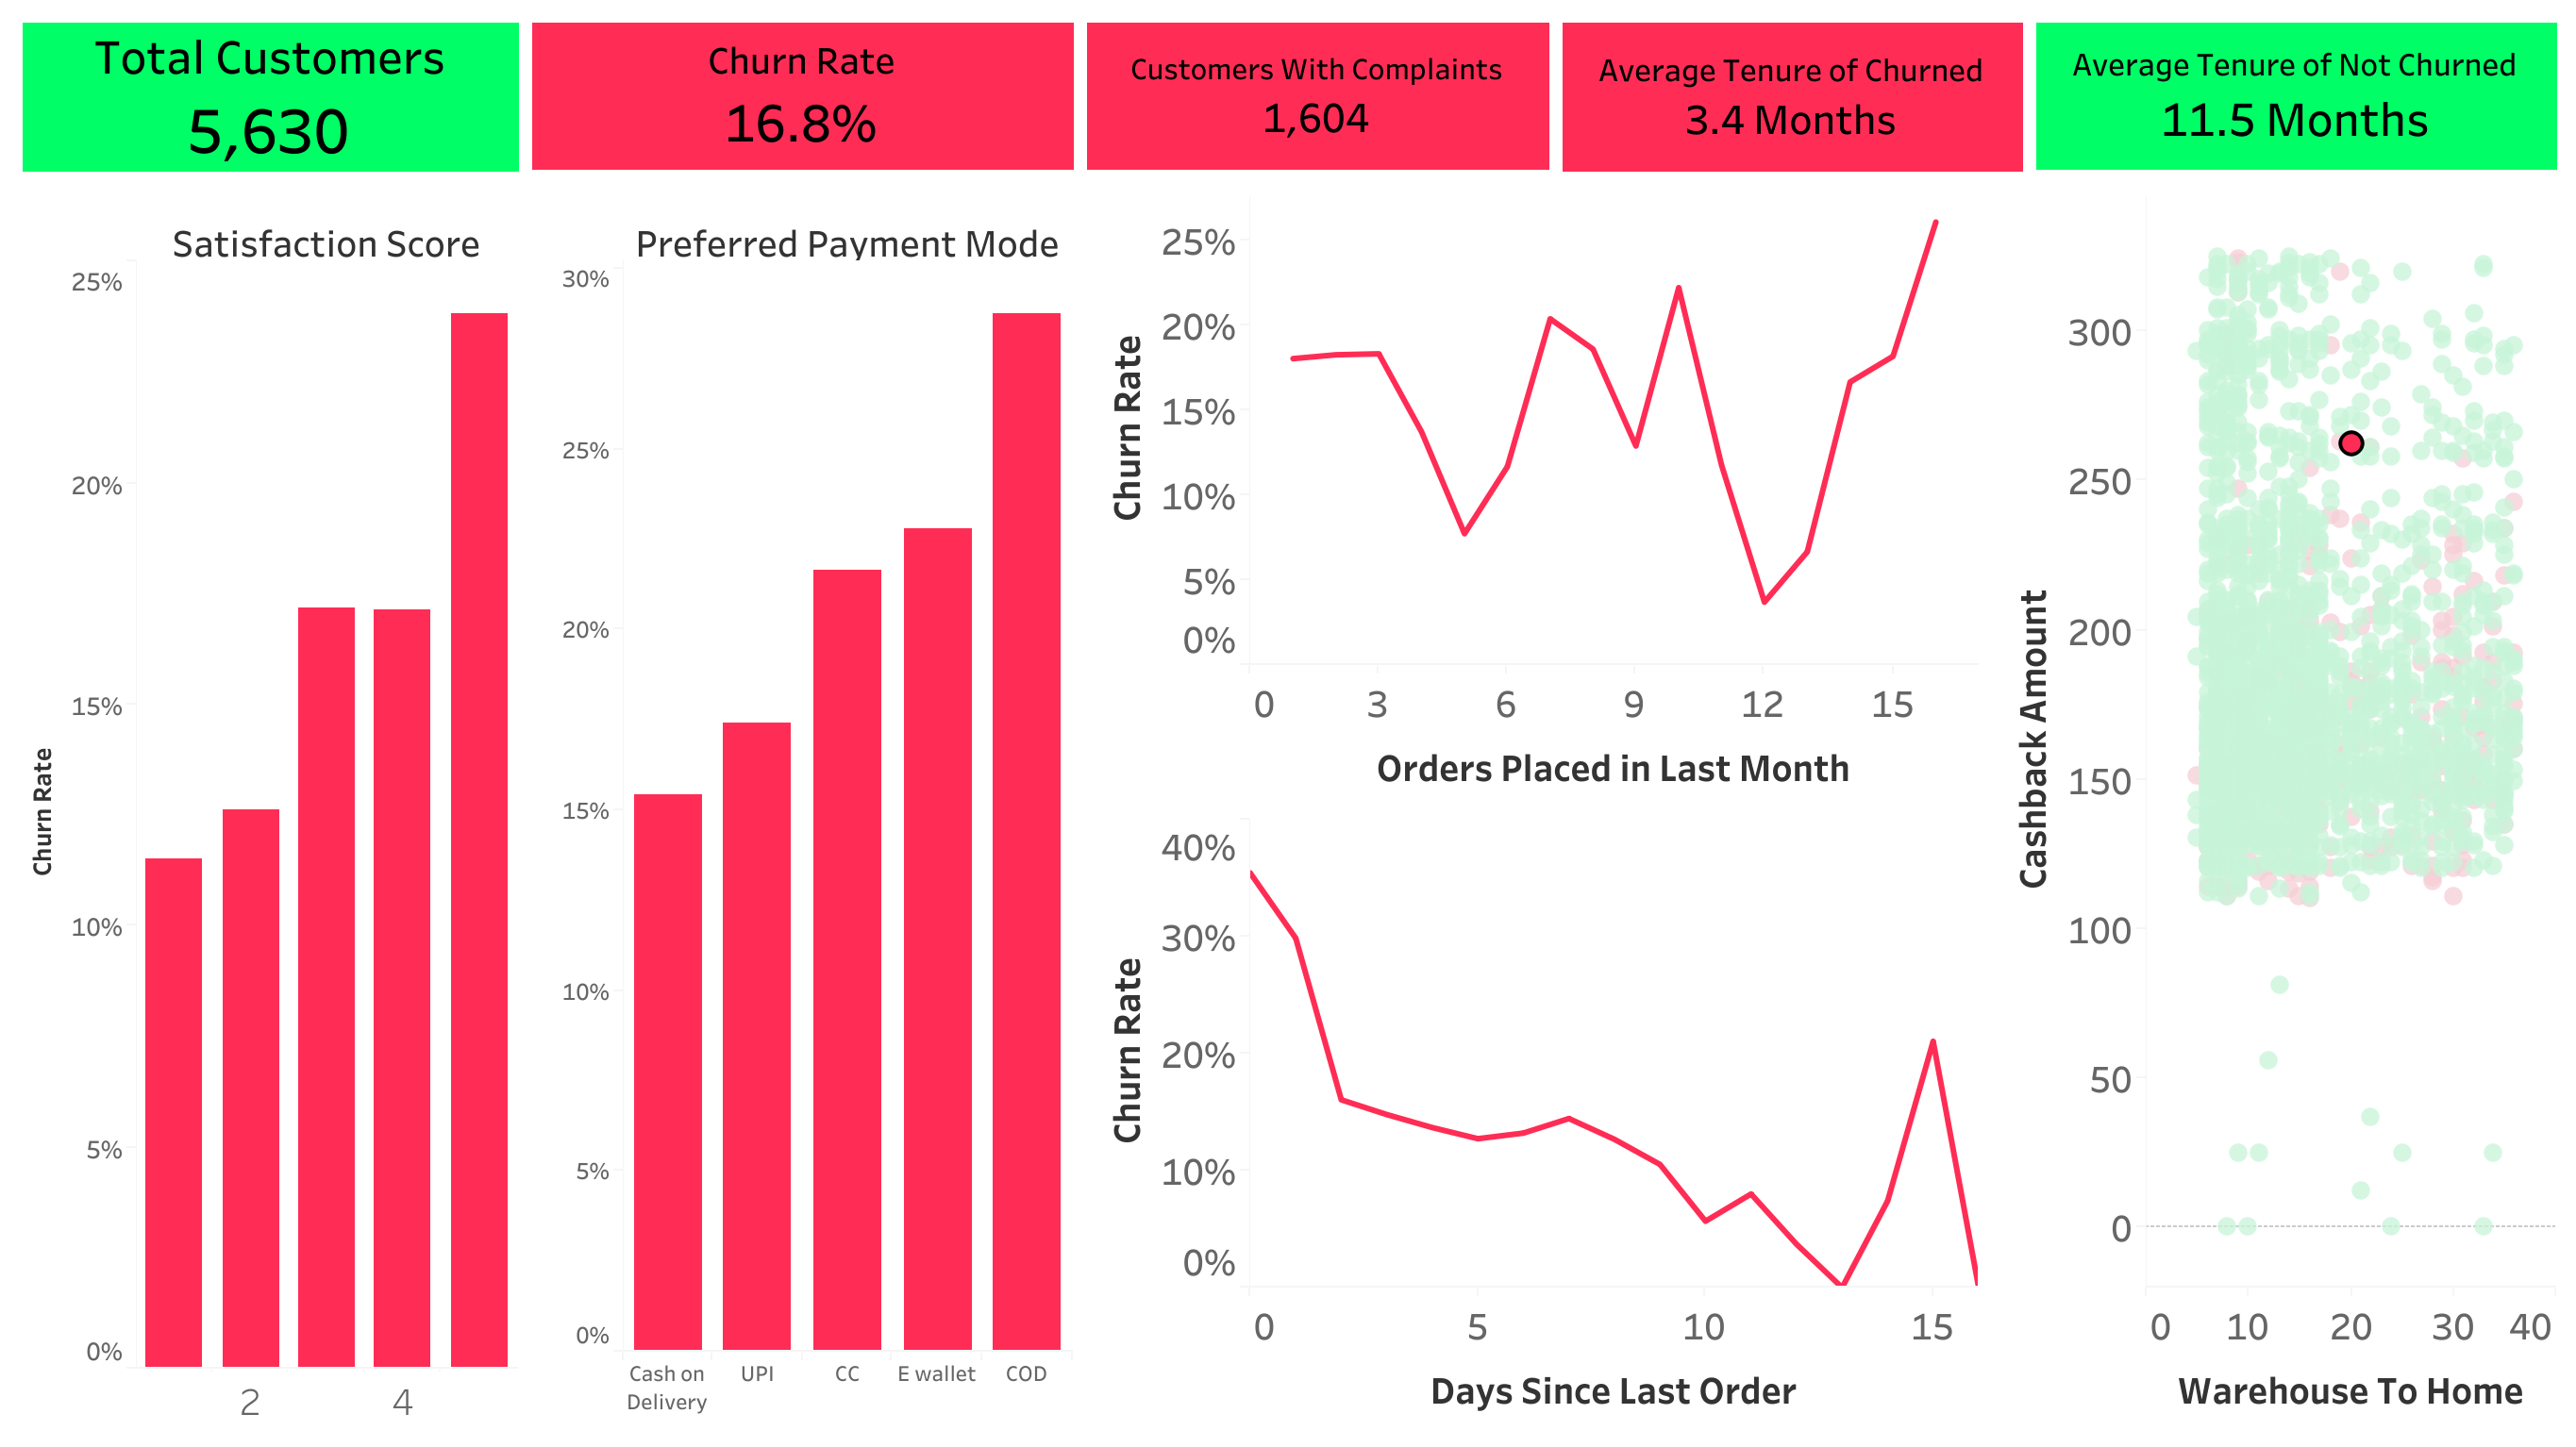 Total Customers
5,630
Churn Rate
16.8%
Customers With Complaints
1,604
Average Tenure of Churned
3.4 Months
Average Tenure of Not Churned
11.5 Months
Satisfaction Score
Churn Rate
25%
20%
15%
10%
5%
0%
2
4
Preferred Payment Mode
30%
25%
20%
15%
10%
5%
0%
Cash on
Delivery
UPI
CC
E wallet
COD
Churn Rate
25%
20%
15%
10%
5%
0%
0
3
6
9
12
15
Orders Placed in Last Month
Churn Rate
40%
30%
20%
10%
0%
0
5
10
15
Days Since Last Order
Cashback Amount
300
250
200
150
100
50
0
0
10
20
30
40
Warehouse To Home